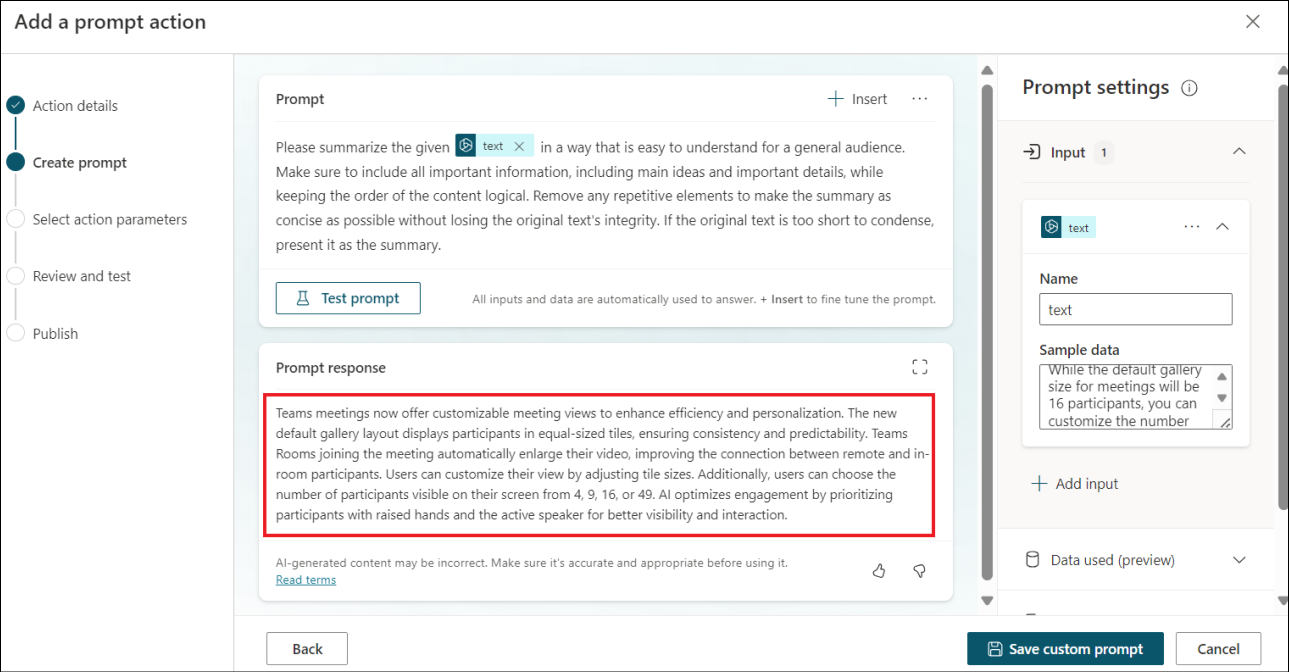 Add a prompt action
Action details
Create prompt
Select action parameters
Review and test
Publish
Prompt
Insert
Please summarize the given text in a way that is easy to understand for a general audience.
Make sure to include all important information, including main ideas and important details, while
keeping the order of the content logical. Remove any repetitive elements to make the summary as
concise as possible without losing the original text's integrity. If the original text is too short to condense,
present it as the summary.
Test prompt
All inputs and data are automatically used to answer. + Insert to fine tune the prompt.
Prompt response
Teams meetings now offer customizable meeting views to enhance efficiency and personalization. The new
default gallery layout displays participants in equal-sized tiles, ensuring consistency and predictability. Teams
Rooms joining the meeting automatically enlarge their video, improving the connection between remote and in-
room participants. Users can customize their view by adjusting tile sizes. Additionally, users can choose the
number of participants visible on their screen from 4, 9, 16, or 49. AI optimizes engagement by prioritizing
participants with raised hands and the active speaker for better visibility and interaction.
AI-generated content may be incorrect. Make sure it's accurate and appropriate before using it.
Read terms
Prompt settings
Input 1
text
Name
text
Sample data
While the default gallery
size for meetings will be
16 participants, you can
customize the number
Add input
Data used (preview)
Back
Save custom prompt
Cancel